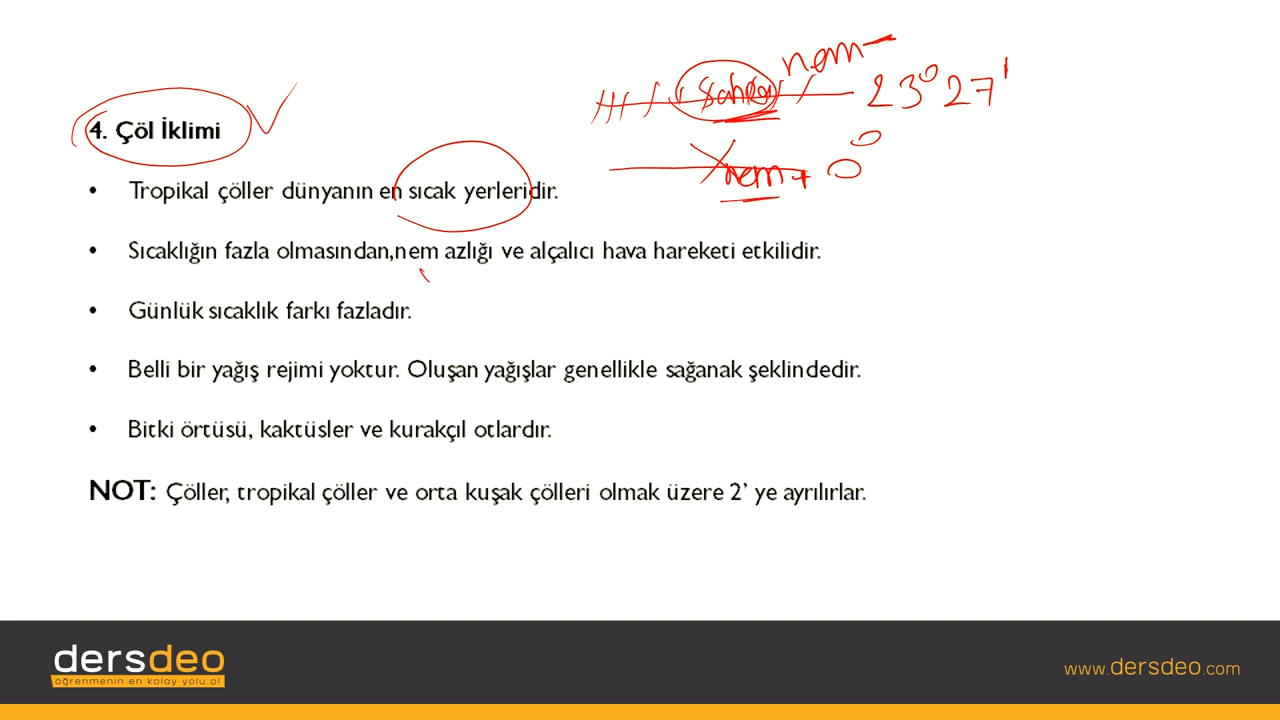 nem-
Sahra 23° 27'
4. Çöl İklimi
nem + 0°
• Tropikal çöller dünyanın en sıcak yerleridir.
• Sıcaklığın fazla olmasından,nem azlığı ve alçalıcı hava hareketi etkilidir.
• Günlük sıcaklık farkı fazladır.
• Belli bir yağış rejimi yoktur. Oluşan yağışlar genellikle sağanak şeklindedir.
• Bitki örtüsü, kaktüsler ve kurakçıl otlardır.
NOT: Çöller, tropikal çöller ve orta kuşak çölleri olmak üzere 2’ ye ayrılırlar.
dersdeo
öğrenmenin en kolay yolu o!
www.dersdeo.com